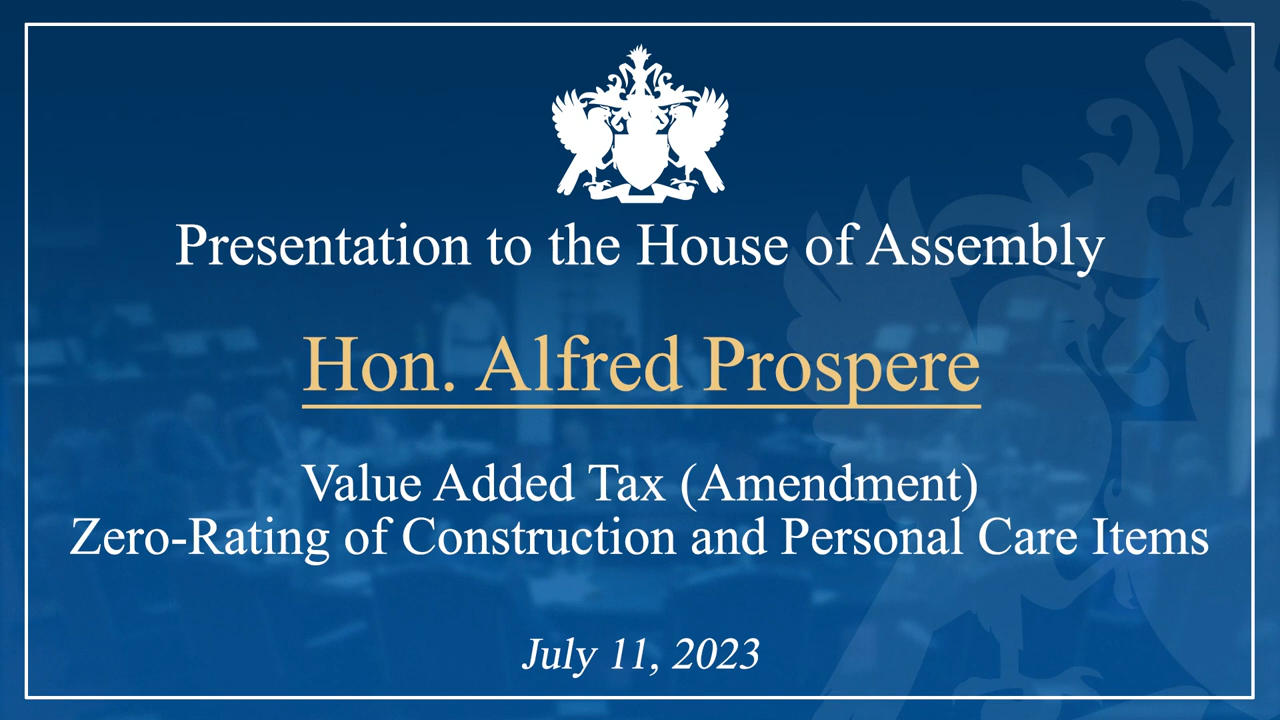 Presentation to the House of Assembly
Hon. Alfred Prospere
Value Added Tax (Amendment)
Zero-Rating of Construction and Personal Care Items
July 11, 2023